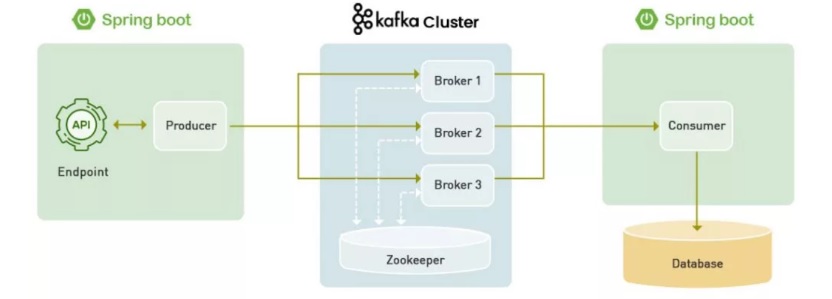 Spring boot
kafka Cluster
Spring boot
API
Endpoint
Producer
Broker 1
Broker 2
Broker 3
Zookeeper
Consumer
Database